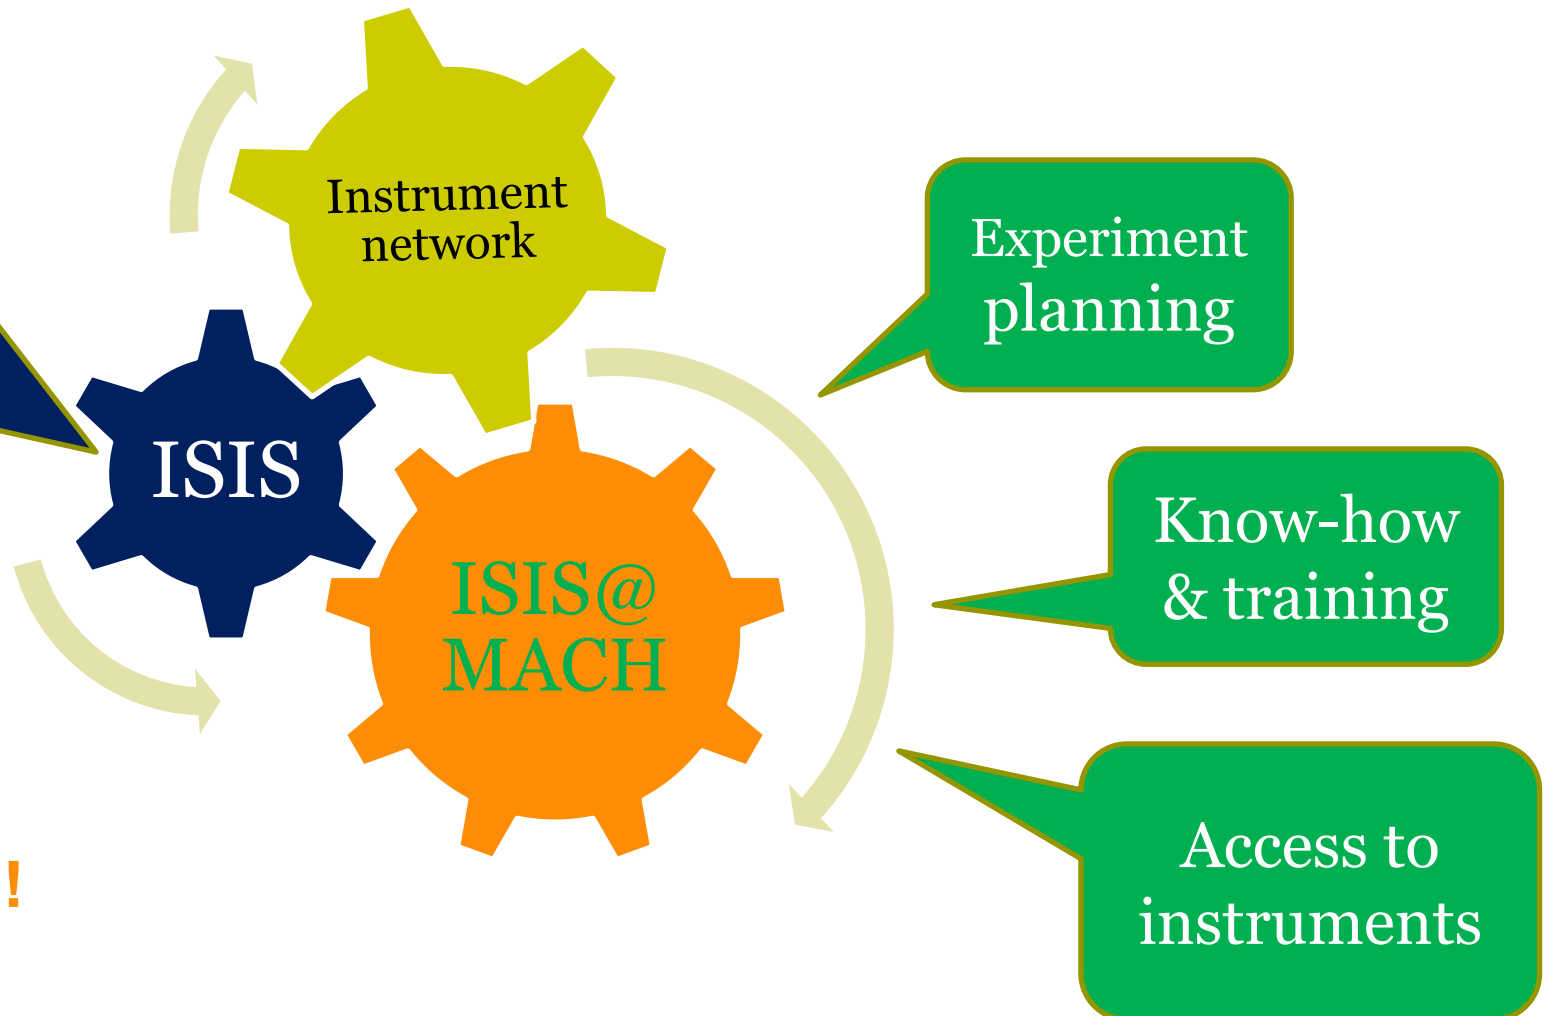 Instrument
network
Experiment
planning
ISIS
ISIS@
MACH
Know-how
& training
Access to
instruments
!